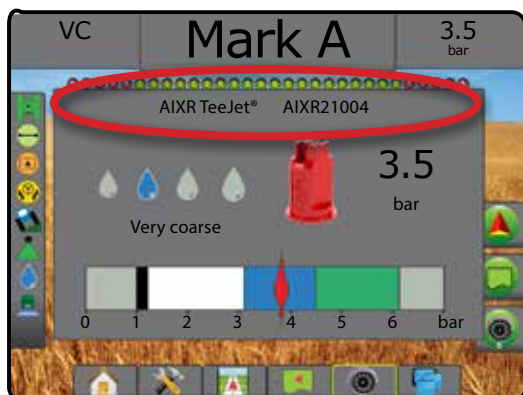 VC Mark A 3.5
bar
AIXR TeeJet® AIXR21004
3.5
bar
Very coarse
0 1 2 3 4 5 6 bar